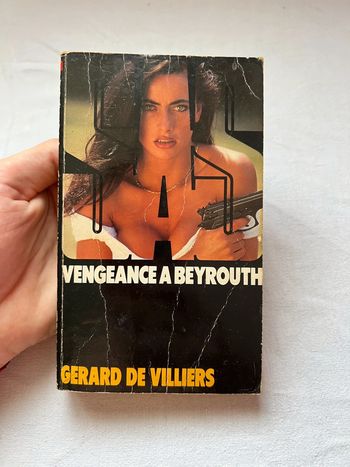 SAS
VENGEANCE A BEYROUTH
GERARD DE VILLIERS